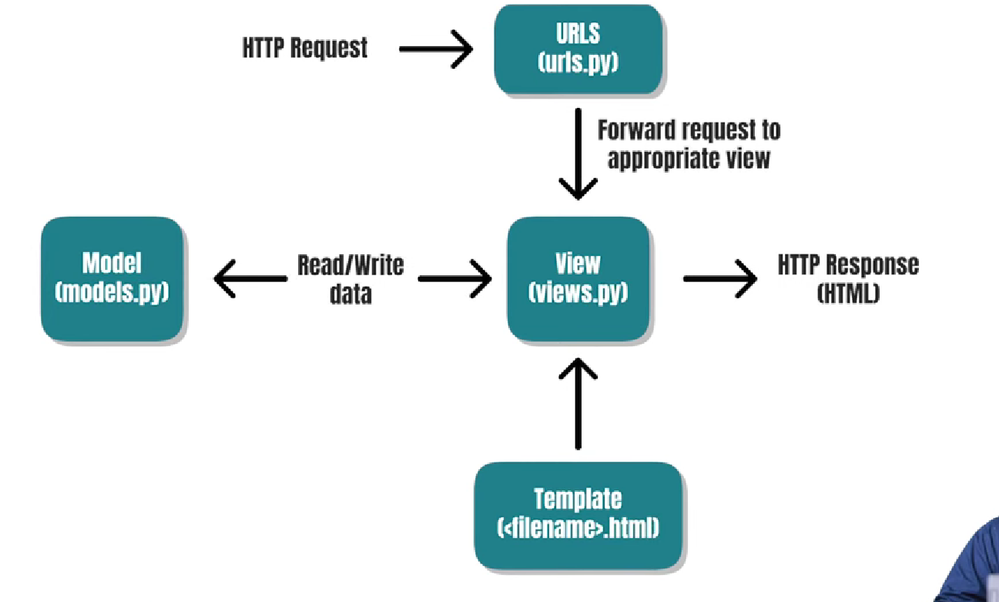 HTTP Request
URLS
(urls.py)
Forward request to
appropriate view
Model
(models.py)
Read/Write
data
View
(views.py)
HTTP Response
(HTML)
Template
(<filename>.html)